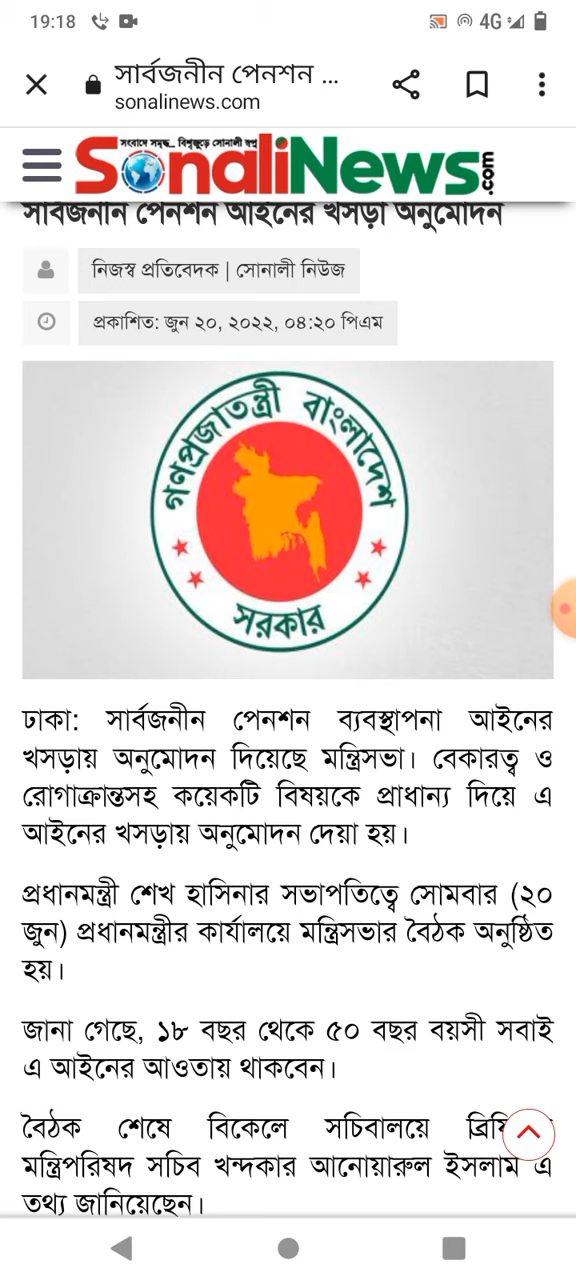 19:18
4G
সার্বজনীন পেনশন ...
sonalinews.com
সংবাদে সমৃদ্ধ_ বিশ্বজুড়ে সোনালী স্বপ্ন
SonaliNews.com
সার্বজনীন পেনশন আইনের খসড়া অনুমোদন
নিজস্ব প্রতিবেদক | সোনালী নিউজ
প্রকাশিত: জুন ২০, ২০২২, ০৪:২০ পিএম
গণপ্রজাতন্ত্রী বাংলাদেশ
সরকার
ঢাকা: সার্বজনীন পেনশন ব্যবস্থাপনা আইনের
খসড়ায় অনুমোদন দিয়েছে মন্ত্রিসভা। বেকারত্ব ও
রোগাক্রান্তসহ কয়েকটি বিষয়কে প্রাধান্য দিয়ে এ
আইনের খসড়ায় অনুমোদন দেয়া হয়।
প্রধানমন্ত্রী শেখ হাসিনার সভাপতিত্বে সোমবার (২০
জুন) প্রধানমন্ত্রীর কার্যালয়ে মন্ত্রিসভার বৈঠক অনুষ্ঠিত
হয়।
জানা গেছে, ১৮ বছর থেকে ৫০ বছর বয়সী সবাই
এ আইনের আওতায় থাকবেন।
বৈঠক শেষে বিকেলে সচিবালয়ে
মন্ত্রিপরিষদ সচিব খন্দকার আনোয়ারুল ইসলাম এ
তথ্য জানিয়েছেন।